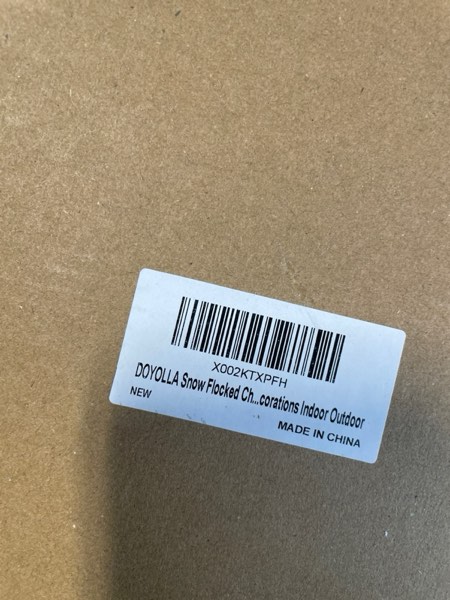 X002KTXPFH
DOYOLLA Snow Flocked Ch...corations Indoor Outdoor
NEW
MADE IN CHINA